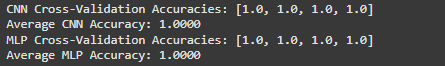 CNN Cross-Validation Accuracies: [1.0, 1.0, 1.0, 1.0]
Average CNN Accuracy: 1.0000
MLP Cross-Validation Accuracies: [1.0, 1.0, 1.0, 1.0]
Average MLP Accuracy: 1.0000